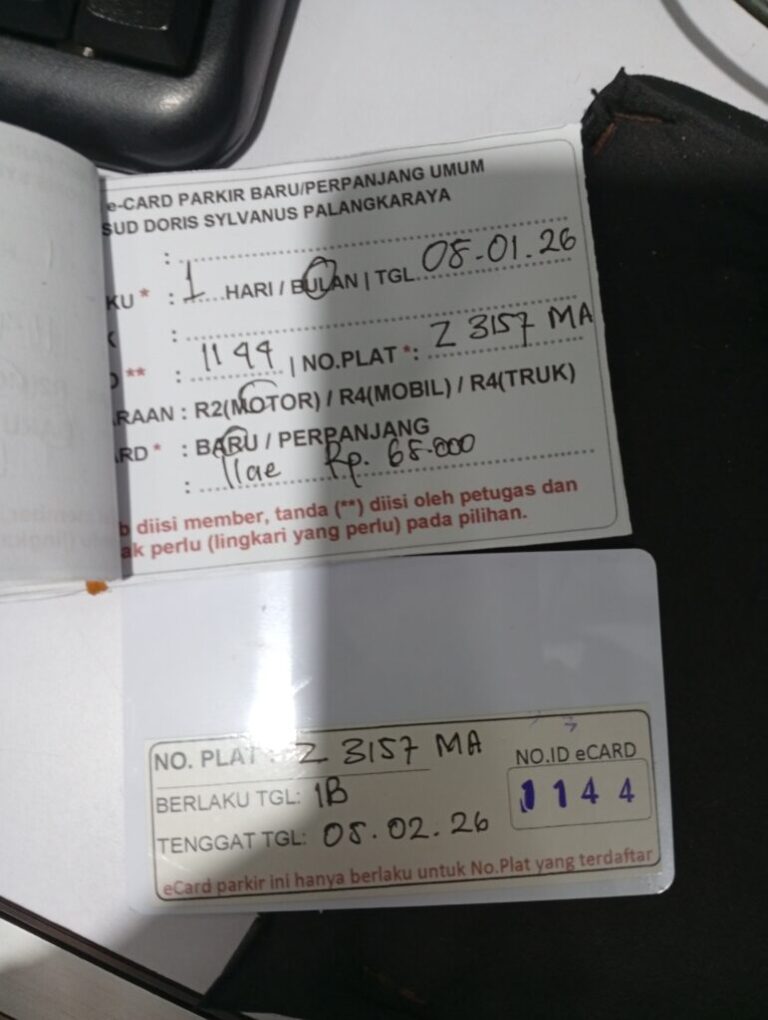 e-CARD PARKIR BARU/PERPANJANG UMUM
SUD DORIS SYLVANUS PALANGKARAYA
:
KU * : 1 HARI / BULAN | TGL. 05.01.26
:
** : 1144 | NO.PLAT *: Z 3157 MA
RAAN : R2(MOTOR) / R4(MOBIL) / R4(TRUK)
RD * : BARU / PERPANJANG
: Rp. 65.000
b diisi member, tanda (**) diisi oleh petugas dan
ak perlu (lingkari yang perlu) pada pilihan.
NO. PLAT : Z 3157 MA
NO.ID eCARD
BERLAKU TGL: 1B
1144
TENGGAT TGL: 05.02.26
eCard parkir ini hanya berlaku untuk No.Plat yang terdaftar